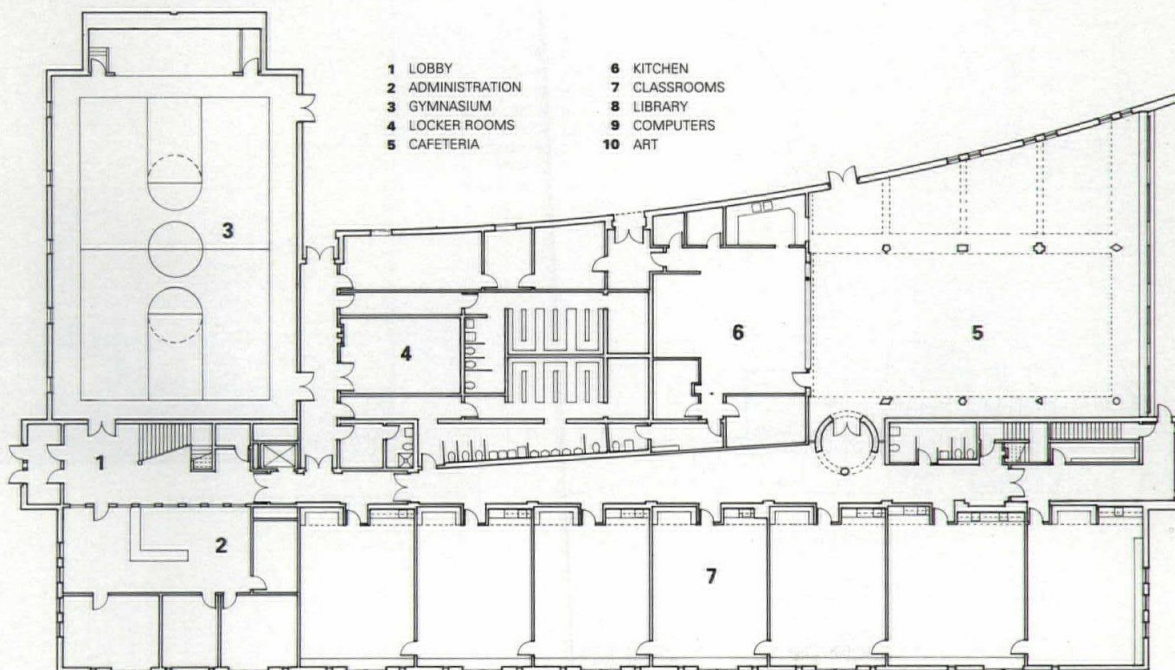 1 LOBBY
2 ADMINISTRATION
3 GYMNASIUM
4 LOCKER ROOMS
5 CAFETERIA
6 KITCHEN
7 CLASSROOMS
8 LIBRARY
9 COMPUTERS
10 ART
3
4
6
5
1
2
7